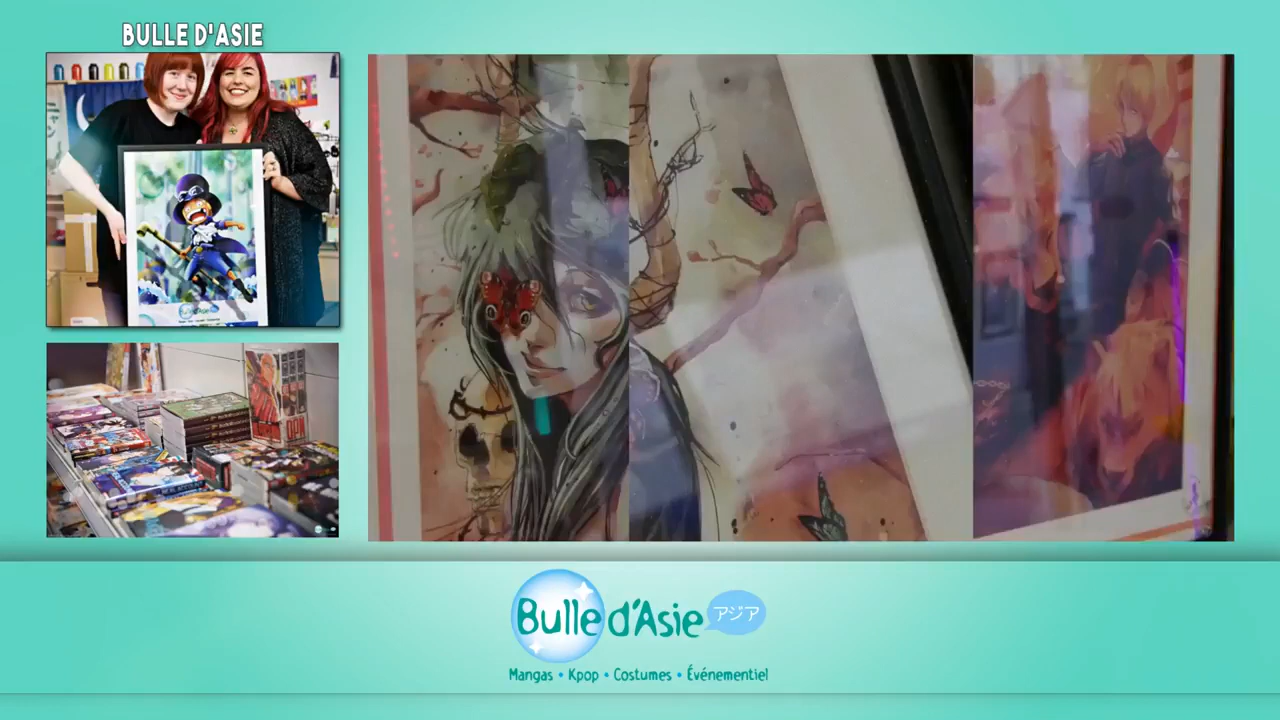 BULLE D'ASIE
Bulle d'Asie
アジア
Mangas • Kpop • Costumes • Événementiel